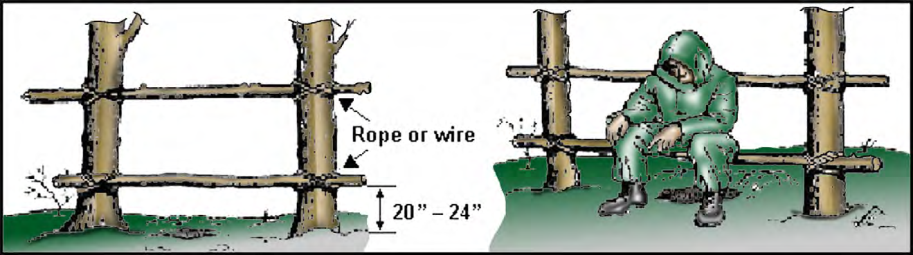 Rope or wire
20” – 24”